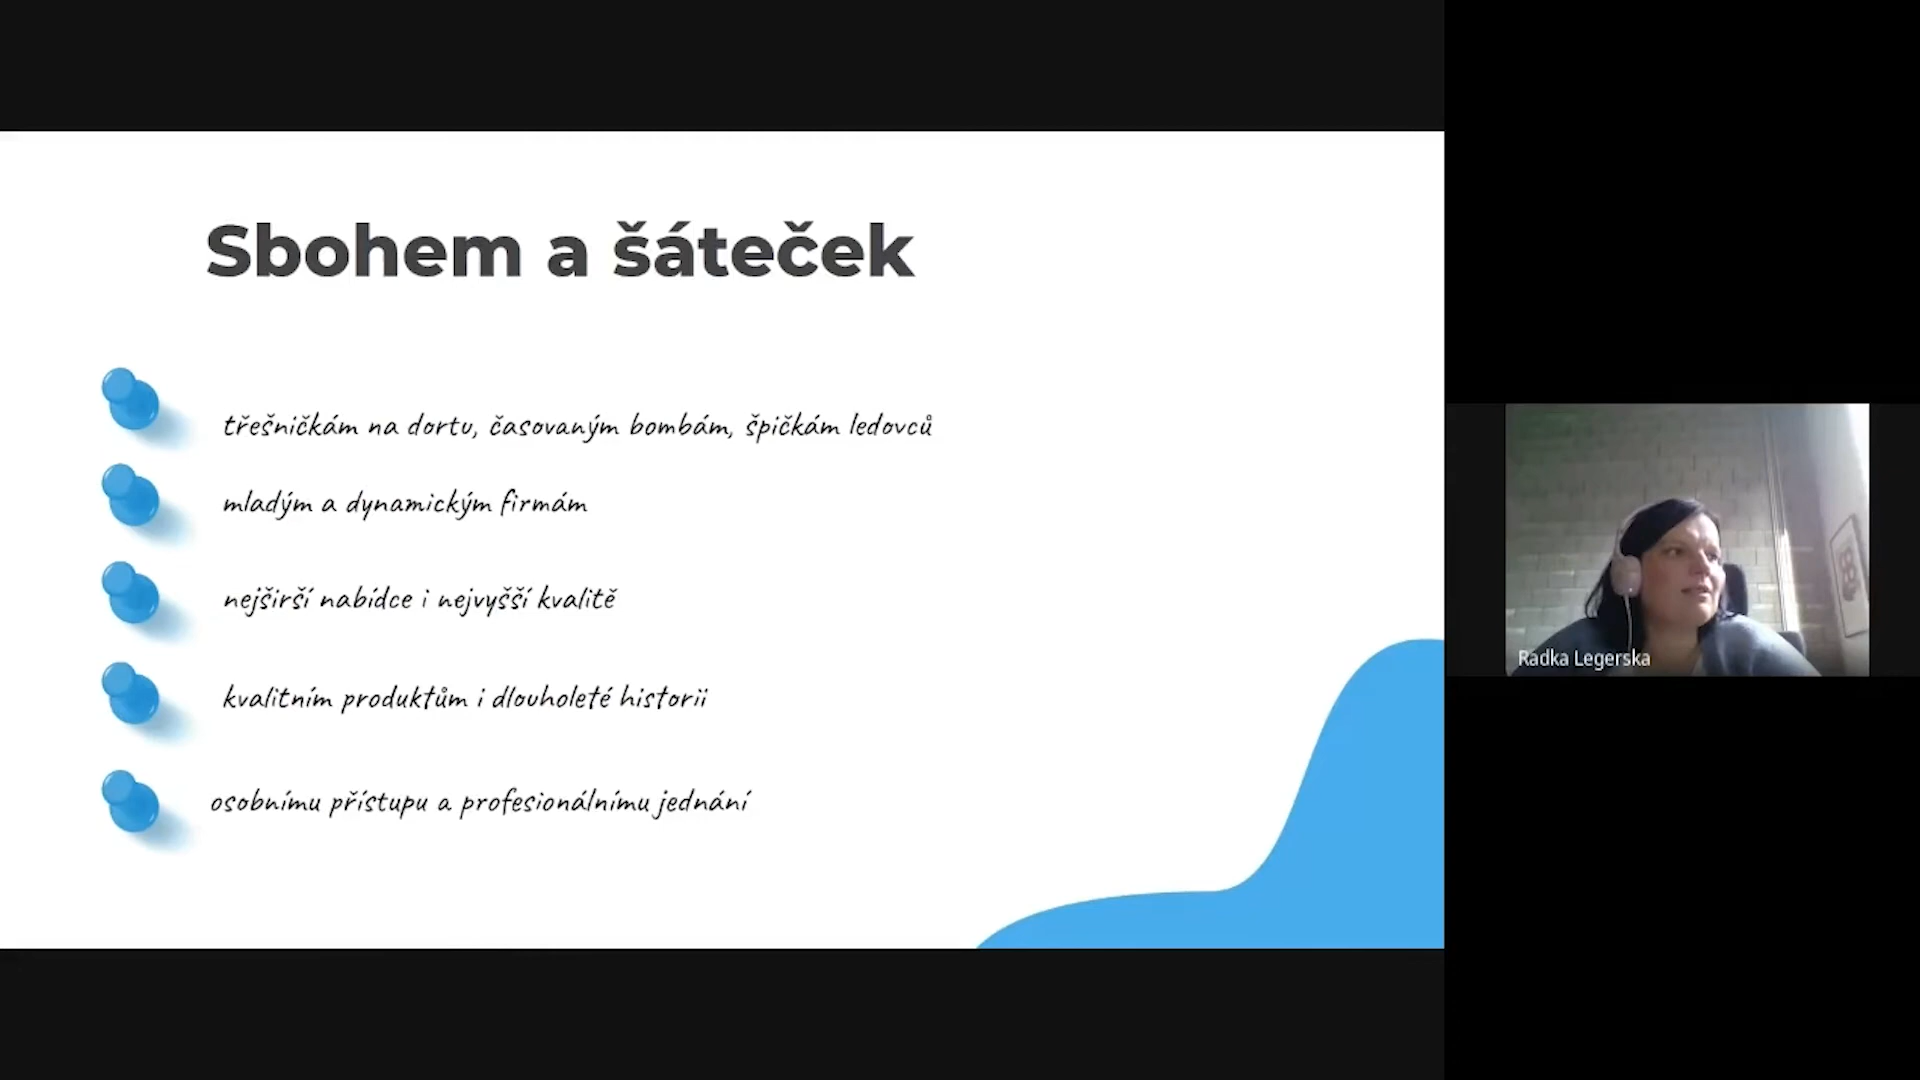 Sbohem a šáteček
třešničkám na dortu, časovaným bombám, špičkám ledovců
mladým a dynamickým firmám
nejširší nabídce i nejvyšší kvalitě
kvalitním produktům i dlouholeté historii
osobnímu přístupu a profesionálnímu jednání
Radka Legerska